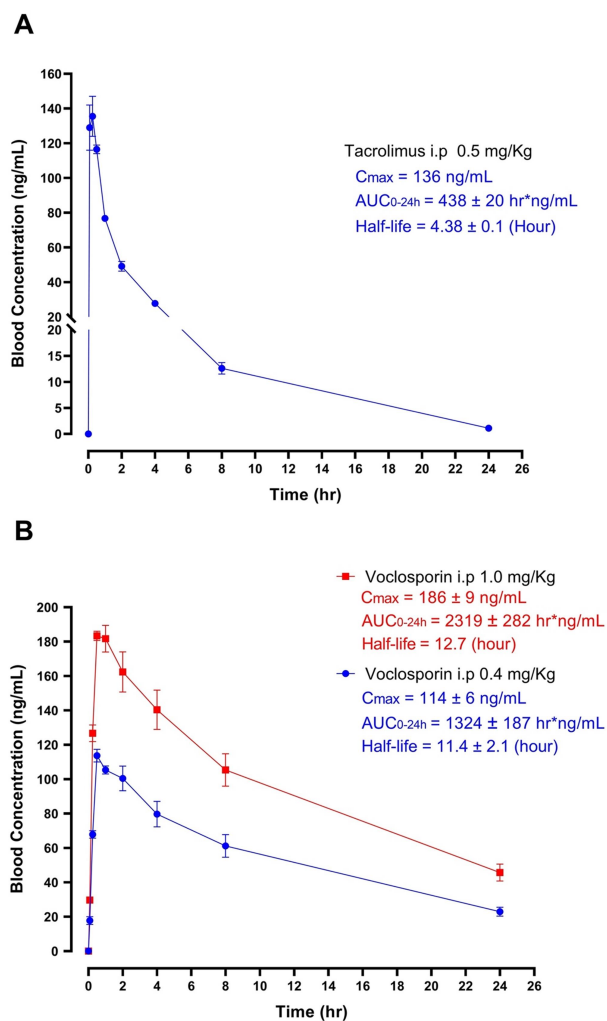 A
160
140
120
100
80
60
40
20
20
15
10
5
0
Blood Concentration (ng/mL)
Tacrolimus i.p 0.5 mg/Kg
Cmax = 136 ng/mL
AUC0-24h = 438 ± 20 hr*ng/mL
Half-life = 4.38 ± 0.1 (Hour)
0 2 4 6 8 10 12 14 16 18 20 22 24 26
Time (hr)
B
Voclosporin i.p 1.0 mg/Kg
Cmax = 186 ± 9 ng/mL
AUC0-24h = 2319 ± 282 hr*ng/mL
Half-life = 12.7 (hour)
Voclosporin i.p 0.4 mg/Kg
Cmax = 114 ± 6 ng/mL
AUC0-24h = 1324 ± 187 hr*ng/mL
Half-life = 11.4 ± 2.1 (hour)
200
180
160
140
120
100
80
60
40
20
0
Blood Concentration (ng/mL)
0 2 4 6 8 10 12 14 16 18 20 22 24 26
Time (hr)